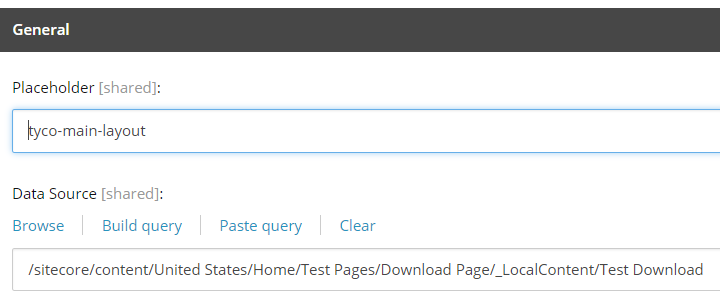 General
Placeholder [shared]:
tyco-main-layout
Data Source [shared]:
Browse Build query Paste query Clear
/sitecore/content/United States/Home/Test Pages/Download Page/_LocalContent/Test Download